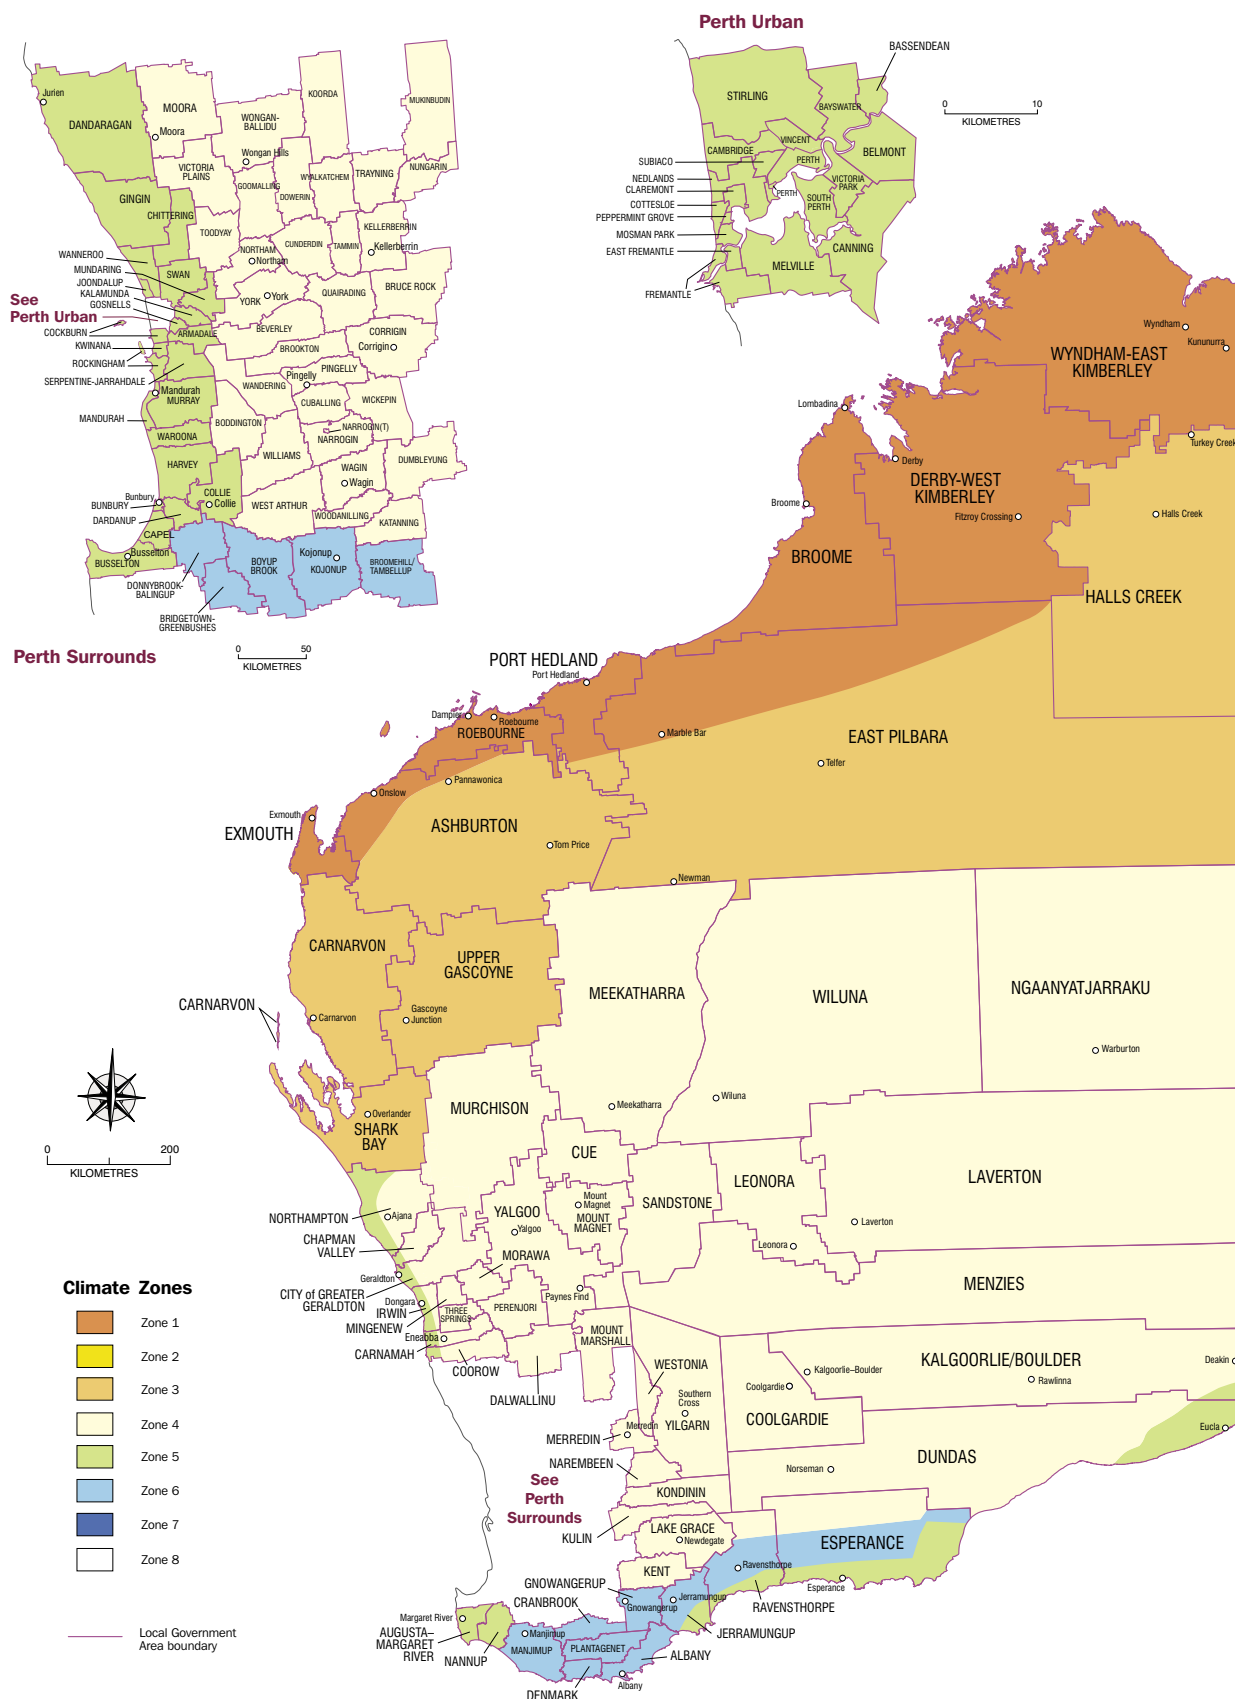 Perth Urban
BASSENDEAN
STIRLING
BAYSWATER
0 10
KILOMETRES
VINCENT
CAMBRIDGE
BELMONT
SUBIACO
PERTH
NEDLANDS
VICTORIA
PARK
CLAREMONT
PERTH
COTTESLOE
SOUTH
PERTH
PEPPERMINT GROVE
MOSMAN PARK
CANNING
EAST FREMANTLE
MELVILLE
FREMANTLE
Jurien
MOORA
KOORDA
MUKINBUDIN
DANDARAGAN
WONGAN-
BALLIDU
Moora
Wongan Hills
VICTORIA
PLAINS
NUNGARIN
WYALKATCHEM
TRAYNING
GOOMALLING
DOWERIN
GINGIN
CHITTERING
TOODYAY
KELLERBERRIN
CUNDERDIN
TAMMIN
Kellerberrin
NORTHAM
Northam
WANNEROO
MUNDARING
SWAN
JOONDALUP
KALAMUNDA
GOSNELLS
BRUCE ROCK
QUAIRADING
YORK
York
See
Perth Urban
COCKBURN
ARMADALE
BEVERLEY
CORRIGIN
KWINANA
BROOKTON
Corrigin
ROCKINGHAM
PINGELLY
Pingelly
SERPENTINE-JARRAHDALE
WANDERING
Mandurah
MURRAY
CUBALLING
WICKEPIN
MANDURAH
BODDINGTON
NARROGIN(T)
NARROGIN
WAROONA
WILLIAMS
HARVEY
WAGIN
DUMBLEYUNG
Wagin
COLLIE
Bunbury
BUNBURY
Collie
WEST ARTHUR
WOODANILLING
DARDANUP
KATANNING
CAPEL
Busselton
BUSSELTON
Kojonup
BOYUP
BROOK
KOJONUP
BROOMEHILL/
TAMBELLUP
DONNYBROOK-
BALINGUP
BRIDGETOWN-
GREENBUSHES
Perth Surrounds
0 50
KILOMETRES
Wyndham
Kununurra
WYNDHAM-EAST
KIMBERLEY
Lombadina
Turkey Creek
Derby
DERBY-WEST
KIMBERLEY
Broome
Fitzroy Crossing
Halls Creek
BROOME
HALLS CREEK
PORT HEDLAND
Port Hedland
Dampier
Roebourne
ROEBOURNE
Marble Bar
EAST PILBARA
Telfer
Pannawonica
Onslow
Exmouth
EXMOUTH
ASHBURTON
Tom Price
Newman
CARNARVON
UPPER
GASCOYNE
MEEKATHARRA
WILUNA
NGAANYATJARRAKU
CARNARVON
Carnarvon
Gascoyne
Junction
Warburton
Wiluna
Meekatharra
MURCHISON
Overlander
SHARK
BAY
0 200
KILOMETRES
CUE
LEONORA
LAVERTON
SANDSTONE
Mount
Magnet
MOUNT
MAGNET
YALGOO
Yalgoo
NORTHAMPTON
Ajana
Laverton
CHAPMAN
VALLEY
MORAWA
Leonora
Geraldton
MENZIES
CITY of GREATER
GERALDTON
Paynes Find
Dongara
IRWIN
PERENJORI
THREE
SPRINGS
MINGENEW
Eneabba
CARNAMAH
MOUNT
MARSHALL
COOROW
WESTONIA
KALGOORLIE/BOULDER
Deakin
Kalgoorlie–Boulder
Rawlinna
Coolgardie
DALWALLINU
Southern
Cross
YILGARN
COOLGARDIE
Merredin
MERREDIN
Eucla
DUNDAS
NAREMBEEN
Norseman
See
Perth
Surrounds
KONDININ
KULIN
LAKE GRACE
Newdegate
ESPERANCE
KENT
Ravensthorpe
GNOWANGERUP
Esperance
Gnowangerup
Jerramungup
CRANBROOK
RAVENSTHORPE
Margaret River
AUGUSTA–
MARGARET
RIVER
Manjimup
MANJIMUP
PLANTAGENET
JERRAMUNGUP
NANNUP
ALBANY
Albany
DENMARK
Climate Zones
Zone 1
Zone 2
Zone 3
Zone 4
Zone 5
Zone 6
Zone 7
Zone 8
Local Government
Area boundary